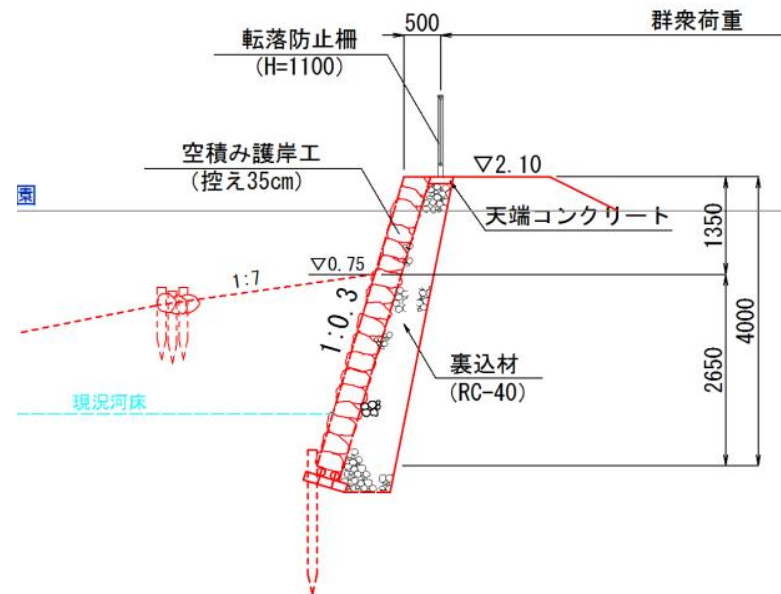 500
群衆荷重
転落防止柵
(H=1100)
空積み護岸工
(控え35cm)
▽2.10
園
天端コンクリート
1350
▽0.75
1:7
1:0.3
4000
2650
裏込材
(RC-40)
現況河床